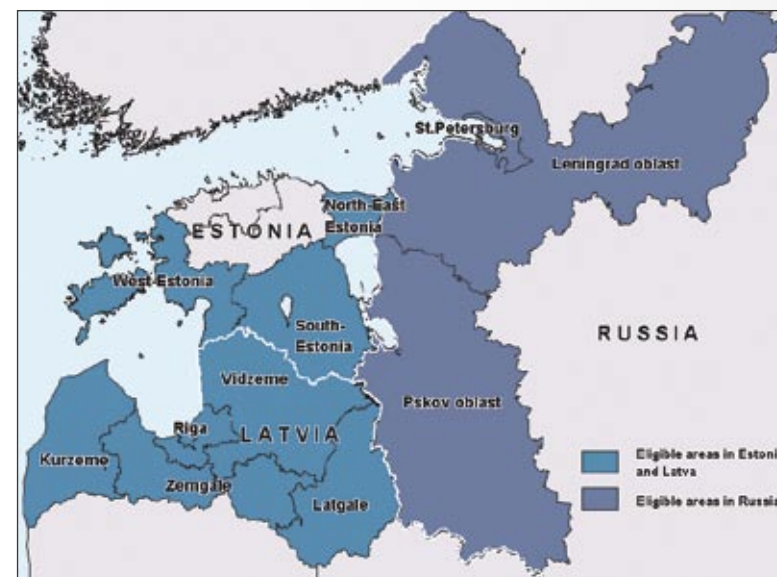 St.Petersburg
Leningrad oblast
North-East
Estonia
ESTONIA
West-Estonia
South-
Estonia
RUSSIA
Vidzeme
Pskov oblast
Riga
LATVIA
Kurzeme
Zemgale
Latgale
Eligible areas in Estoni
and Latva
Eligible areas in Russia